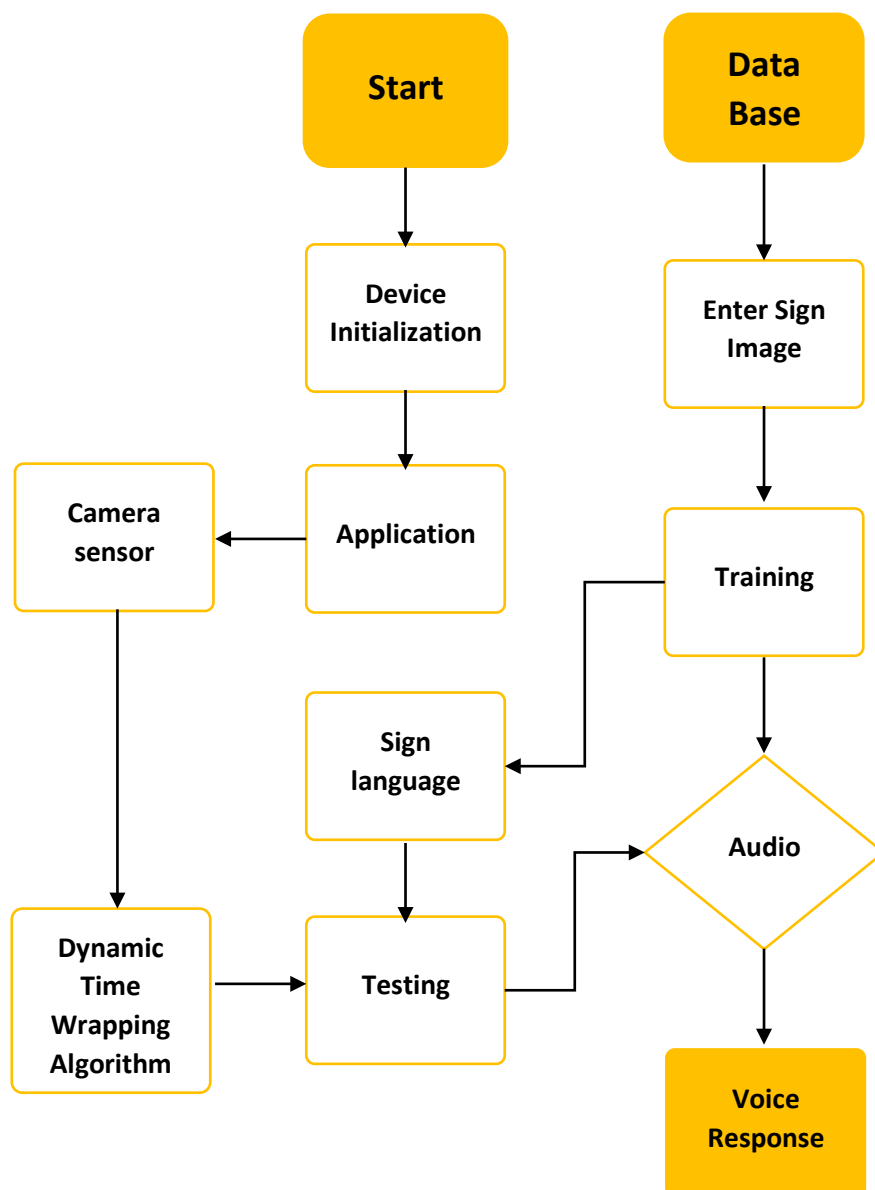 Start
Data
Base
Device
Initialization
Enter Sign
Image
Camera
sensor
Application
Training
Sign
language
Audio
Dynamic
Time
Wrapping
Algorithm
Testing
Voice
Response